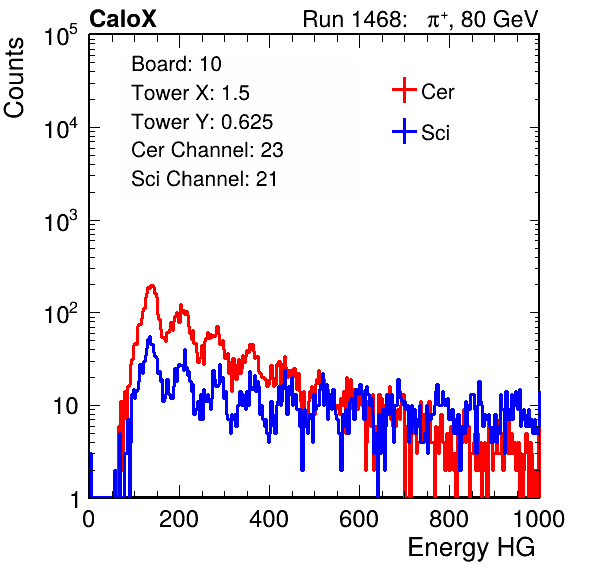 CaloX Run 1468: π⁺, 80 GeV
Counts
10⁵
10⁴
10³
10²
10
1
Board: 10
Tower X: 1.5
Tower Y: 0.625
Cer Channel: 23
Sci Channel: 21
Cer
Sci
0 200 400 600 800 1000
Energy HG